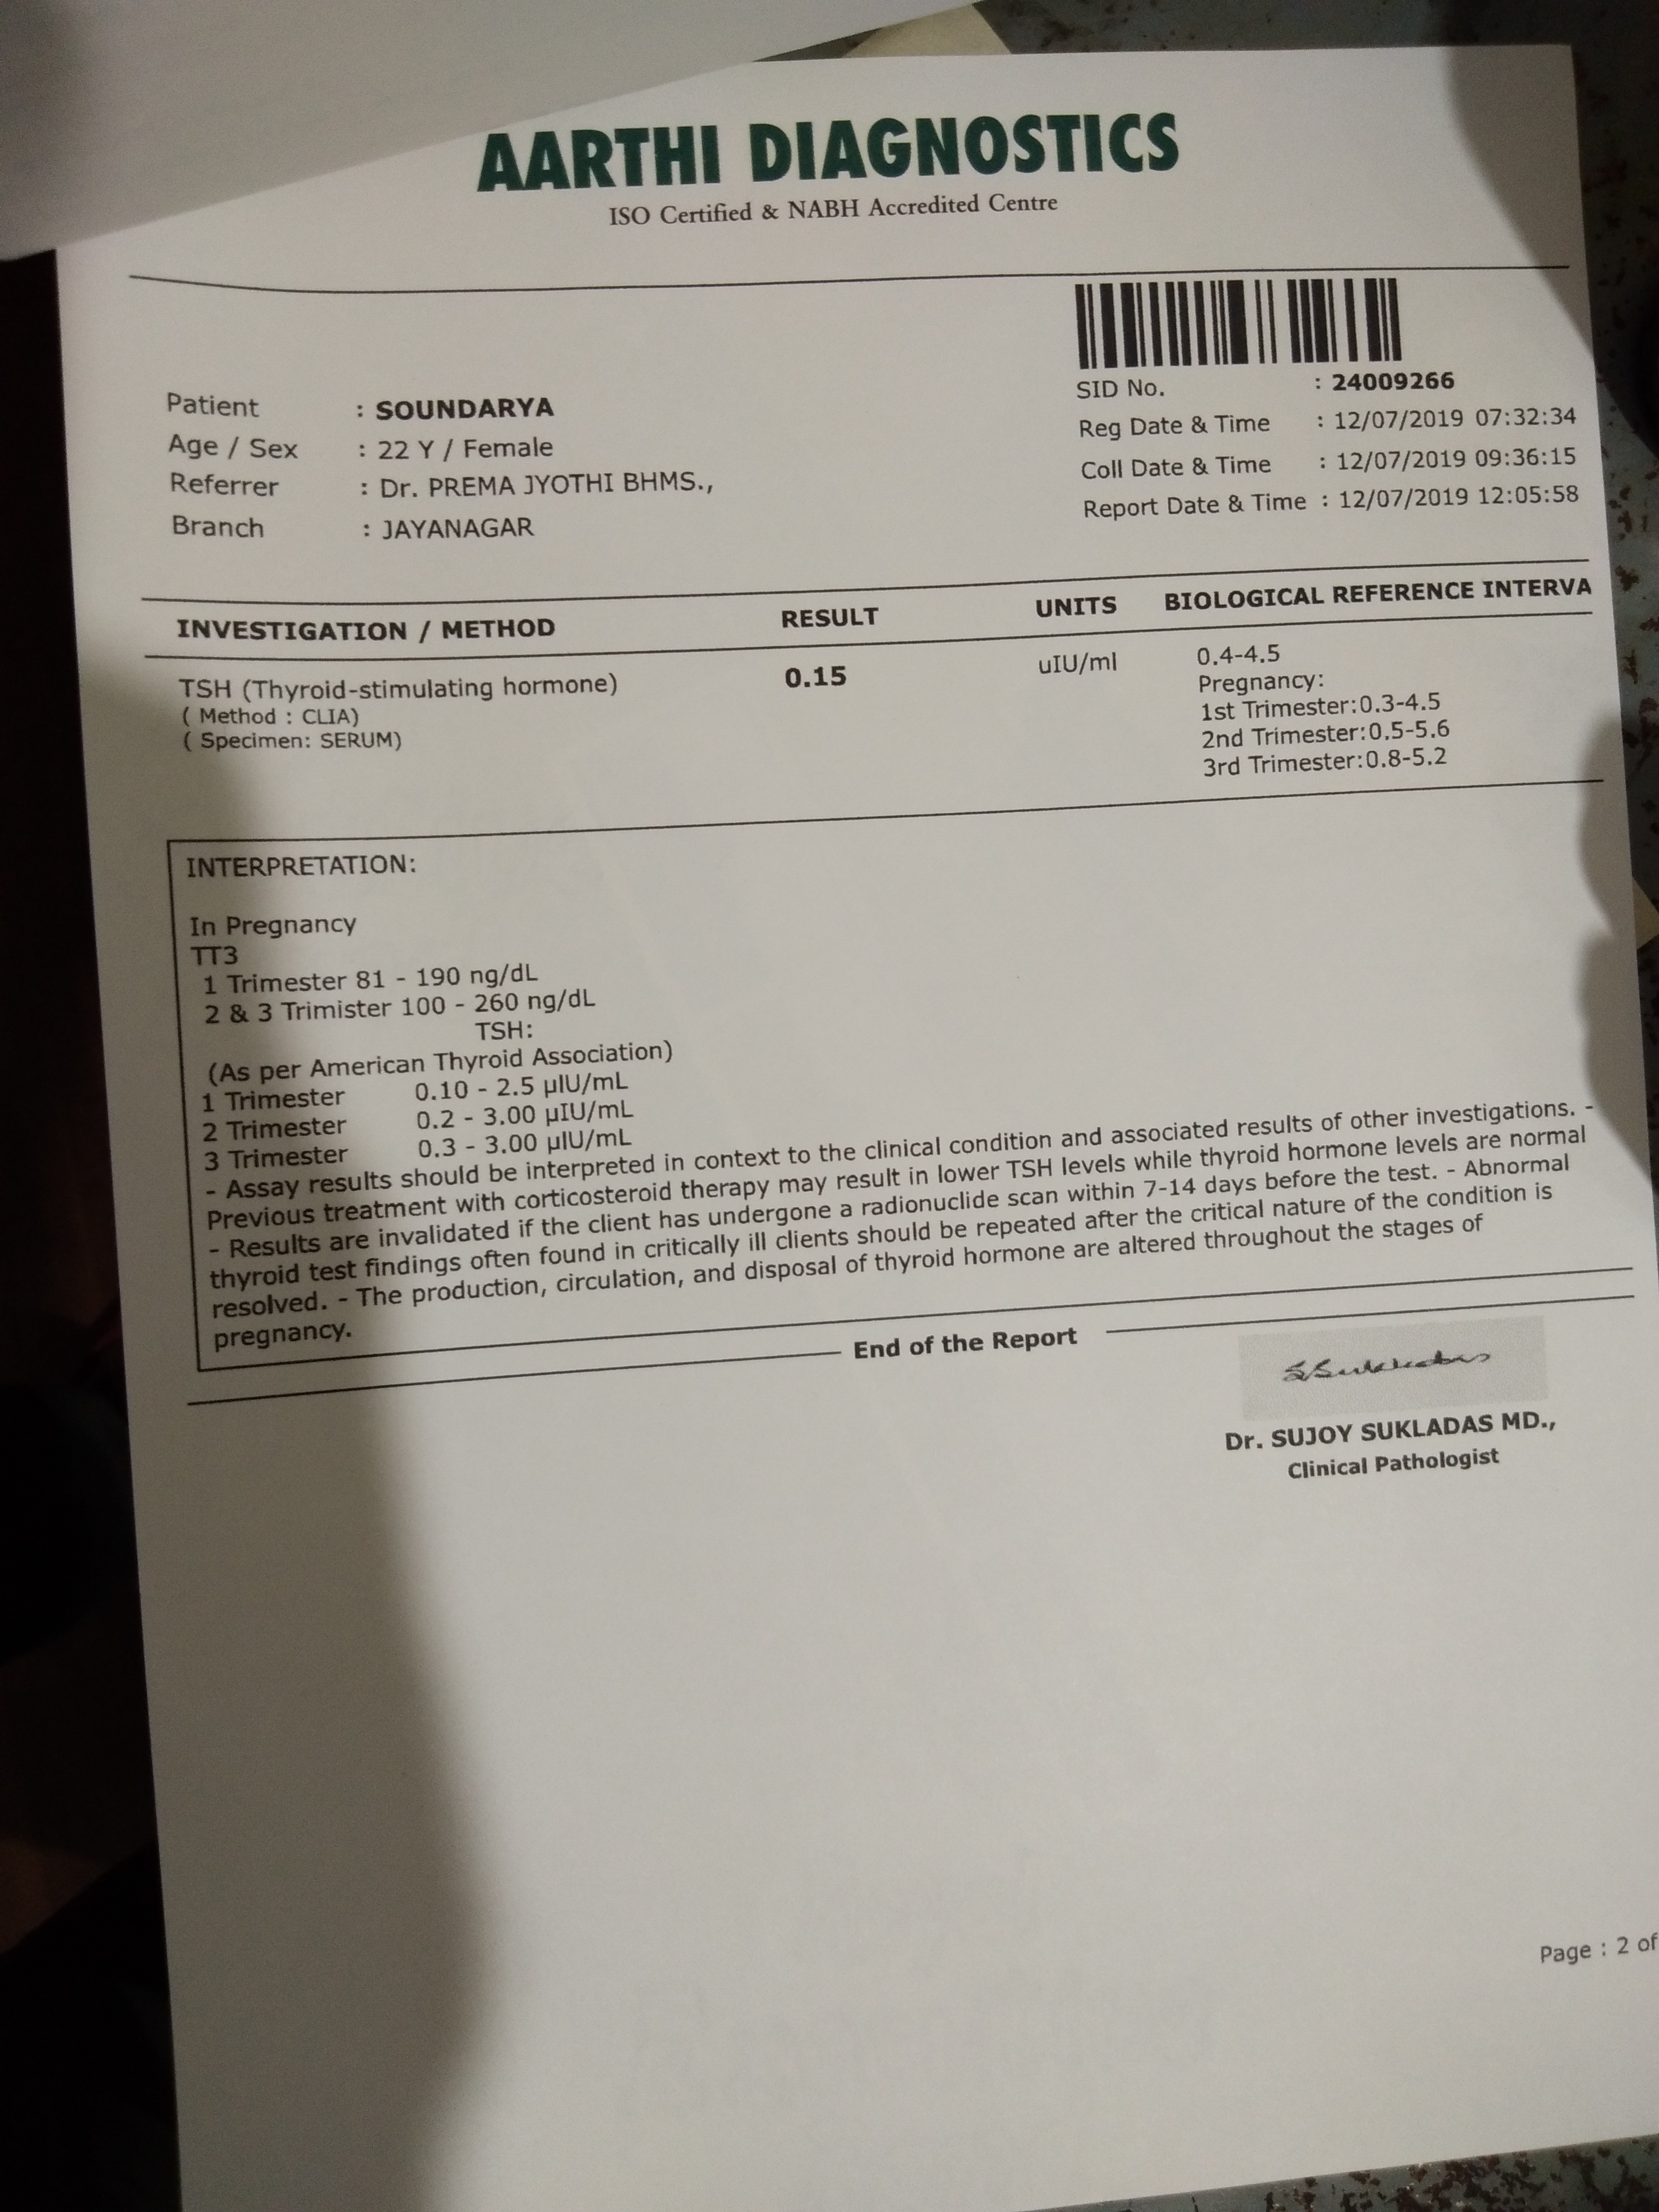 AARTHI DIAGNOSTICS
ISO Certified & NABH Accredited Centre
Patient : SOUNDARYA
Age / Sex : 22 Y / Female
Referrer : Dr. PREMA JYOTHI BHMS.,
Branch : JAYANAGAR
SID No. : 24009266
Reg Date & Time : 12/07/2019 07:32:34
Coll Date & Time : 12/07/2019 09:36:15
Report Date & Time : 12/07/2019 12:05:58
INVESTIGATION / METHOD RESULT UNITS BIOLOGICAL REFERENCE INTERVA
TSH (Thyroid-stimulating hormone) 0.15 uIU/ml 0.4-4.5
( Method : CLIA)
( Specimen: SERUM)
Pregnancy:
1st Trimester:0.3-4.5
2nd Trimester:0.5-5.6
3rd Trimester:0.8-5.2
INTERPRETATION:
In Pregnancy
TT3
1 Trimester 81 - 190 ng/dL
2 & 3 Trimister 100 - 260 ng/dL
TSH:
(As per American Thyroid Association)
1 Trimester 0.10 - 2.5 µIU/mL
2 Trimester 0.2 - 3.00 µIU/mL
3 Trimester 0.3 - 3.00 µIU/mL
- Assay results should be interpreted in context to the clinical condition and associated results of other investigations. -
Previous treatment with corticosteroid therapy may result in lower TSH levels while thyroid hormone levels are normal
- Results are invalidated if the client has undergone a radionuclide scan within 7-14 days before the test. - Abnormal
thyroid test findings often found in critically ill clients should be repeated after the critical nature of the condition is
resolved. - The production, circulation, and disposal of thyroid hormone are altered throughout the stages of
pregnancy.
End of the Report
Dr. SUJOY SUKLADAS MD.,
Clinical Pathologist
Page : 2 of